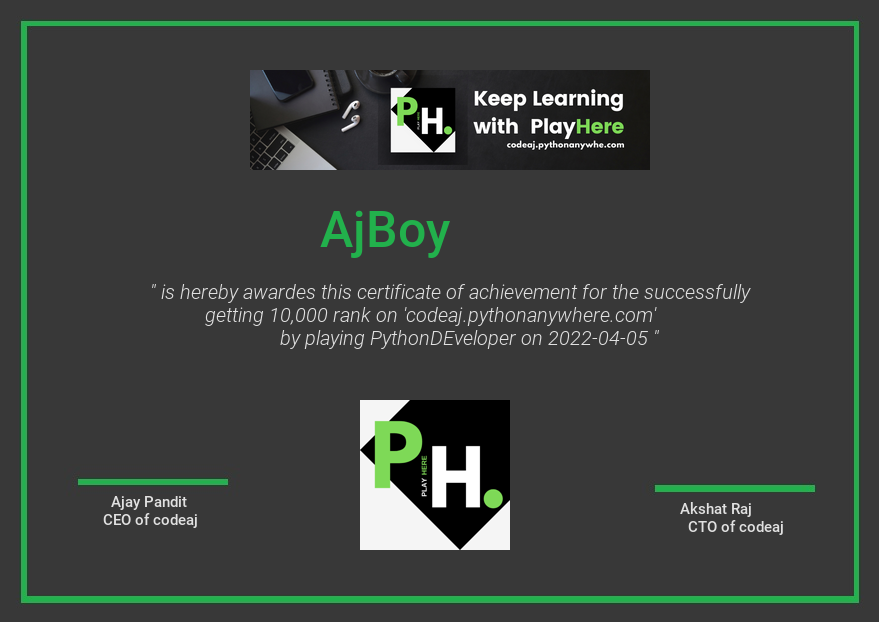 Keep Learning
with PlayHere
codeaj.pythonanywhe.com
PH.
AjBoy
" is hereby awardes this certificate of achievement for the successfully
getting 10,000 rank on 'codeaj.pythonanywhere.com'
by playing PythonDEveloper on 2022-04-05 "
PH.
PLAY HERE
Ajay Pandit
CEO of codeaj
Akshat Raj
CTO of codeaj